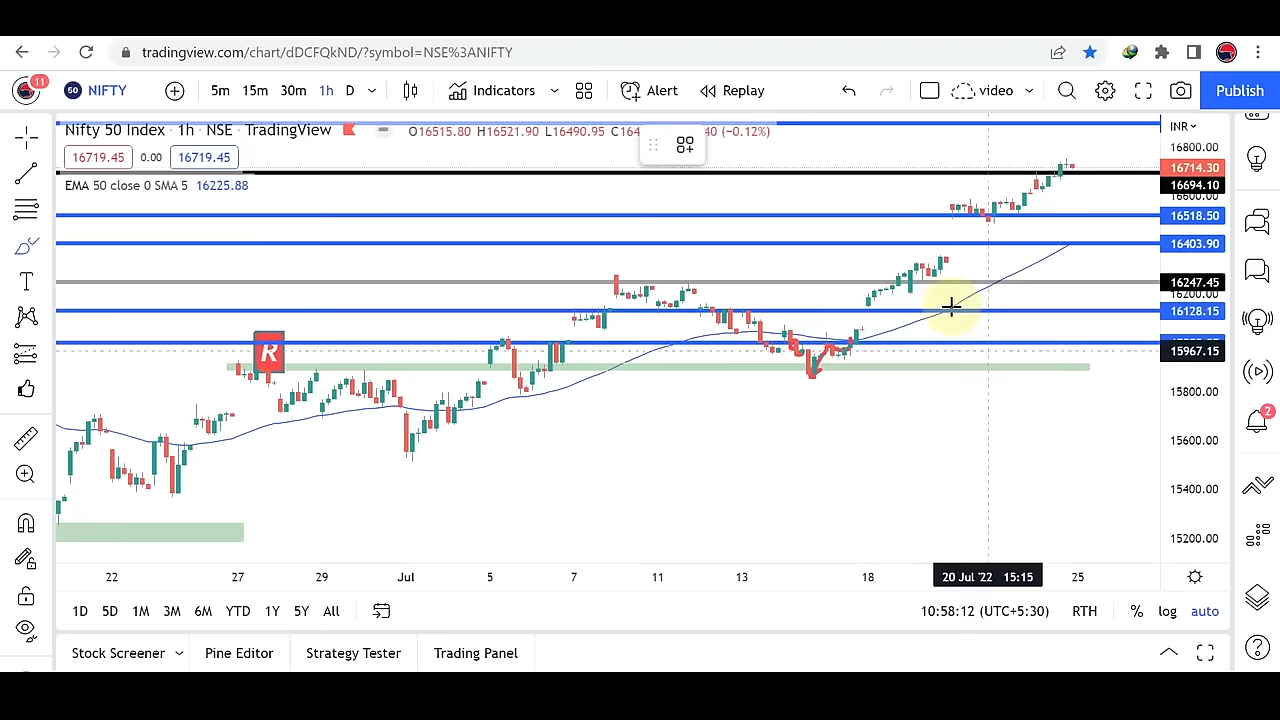 tradingview.com/chart/dDCFQkND/?symbol=NSE%3ANIFTY
11
50 NIFTY 5m 15m 30m 1h D Indicators Alert Replay video Publish
Nifty 50 Index · 1h · NSE · TradingView O16515.80 H16521.90 L16490.95 (−0.12%)
INR
16719.45 0.00 16719.45
EMA 50 close 0 SMA 5 16225.88
16800.00
16714.30
16694.10
16600.00
16518.50
16403.90
16247.45
16200.00
16128.15
15967.15
R
15800.00
15600.00
15400.00
15200.00
2
22 27 29 Jul 5 7 11 13 18 20 Jul '22 15:15 25
1D 5D 1M 3M 6M YTD 1Y 5Y All 10:58:12 (UTC+5:30) RTH % log auto
Stock Screener Pine Editor Strategy Tester Trading Panel